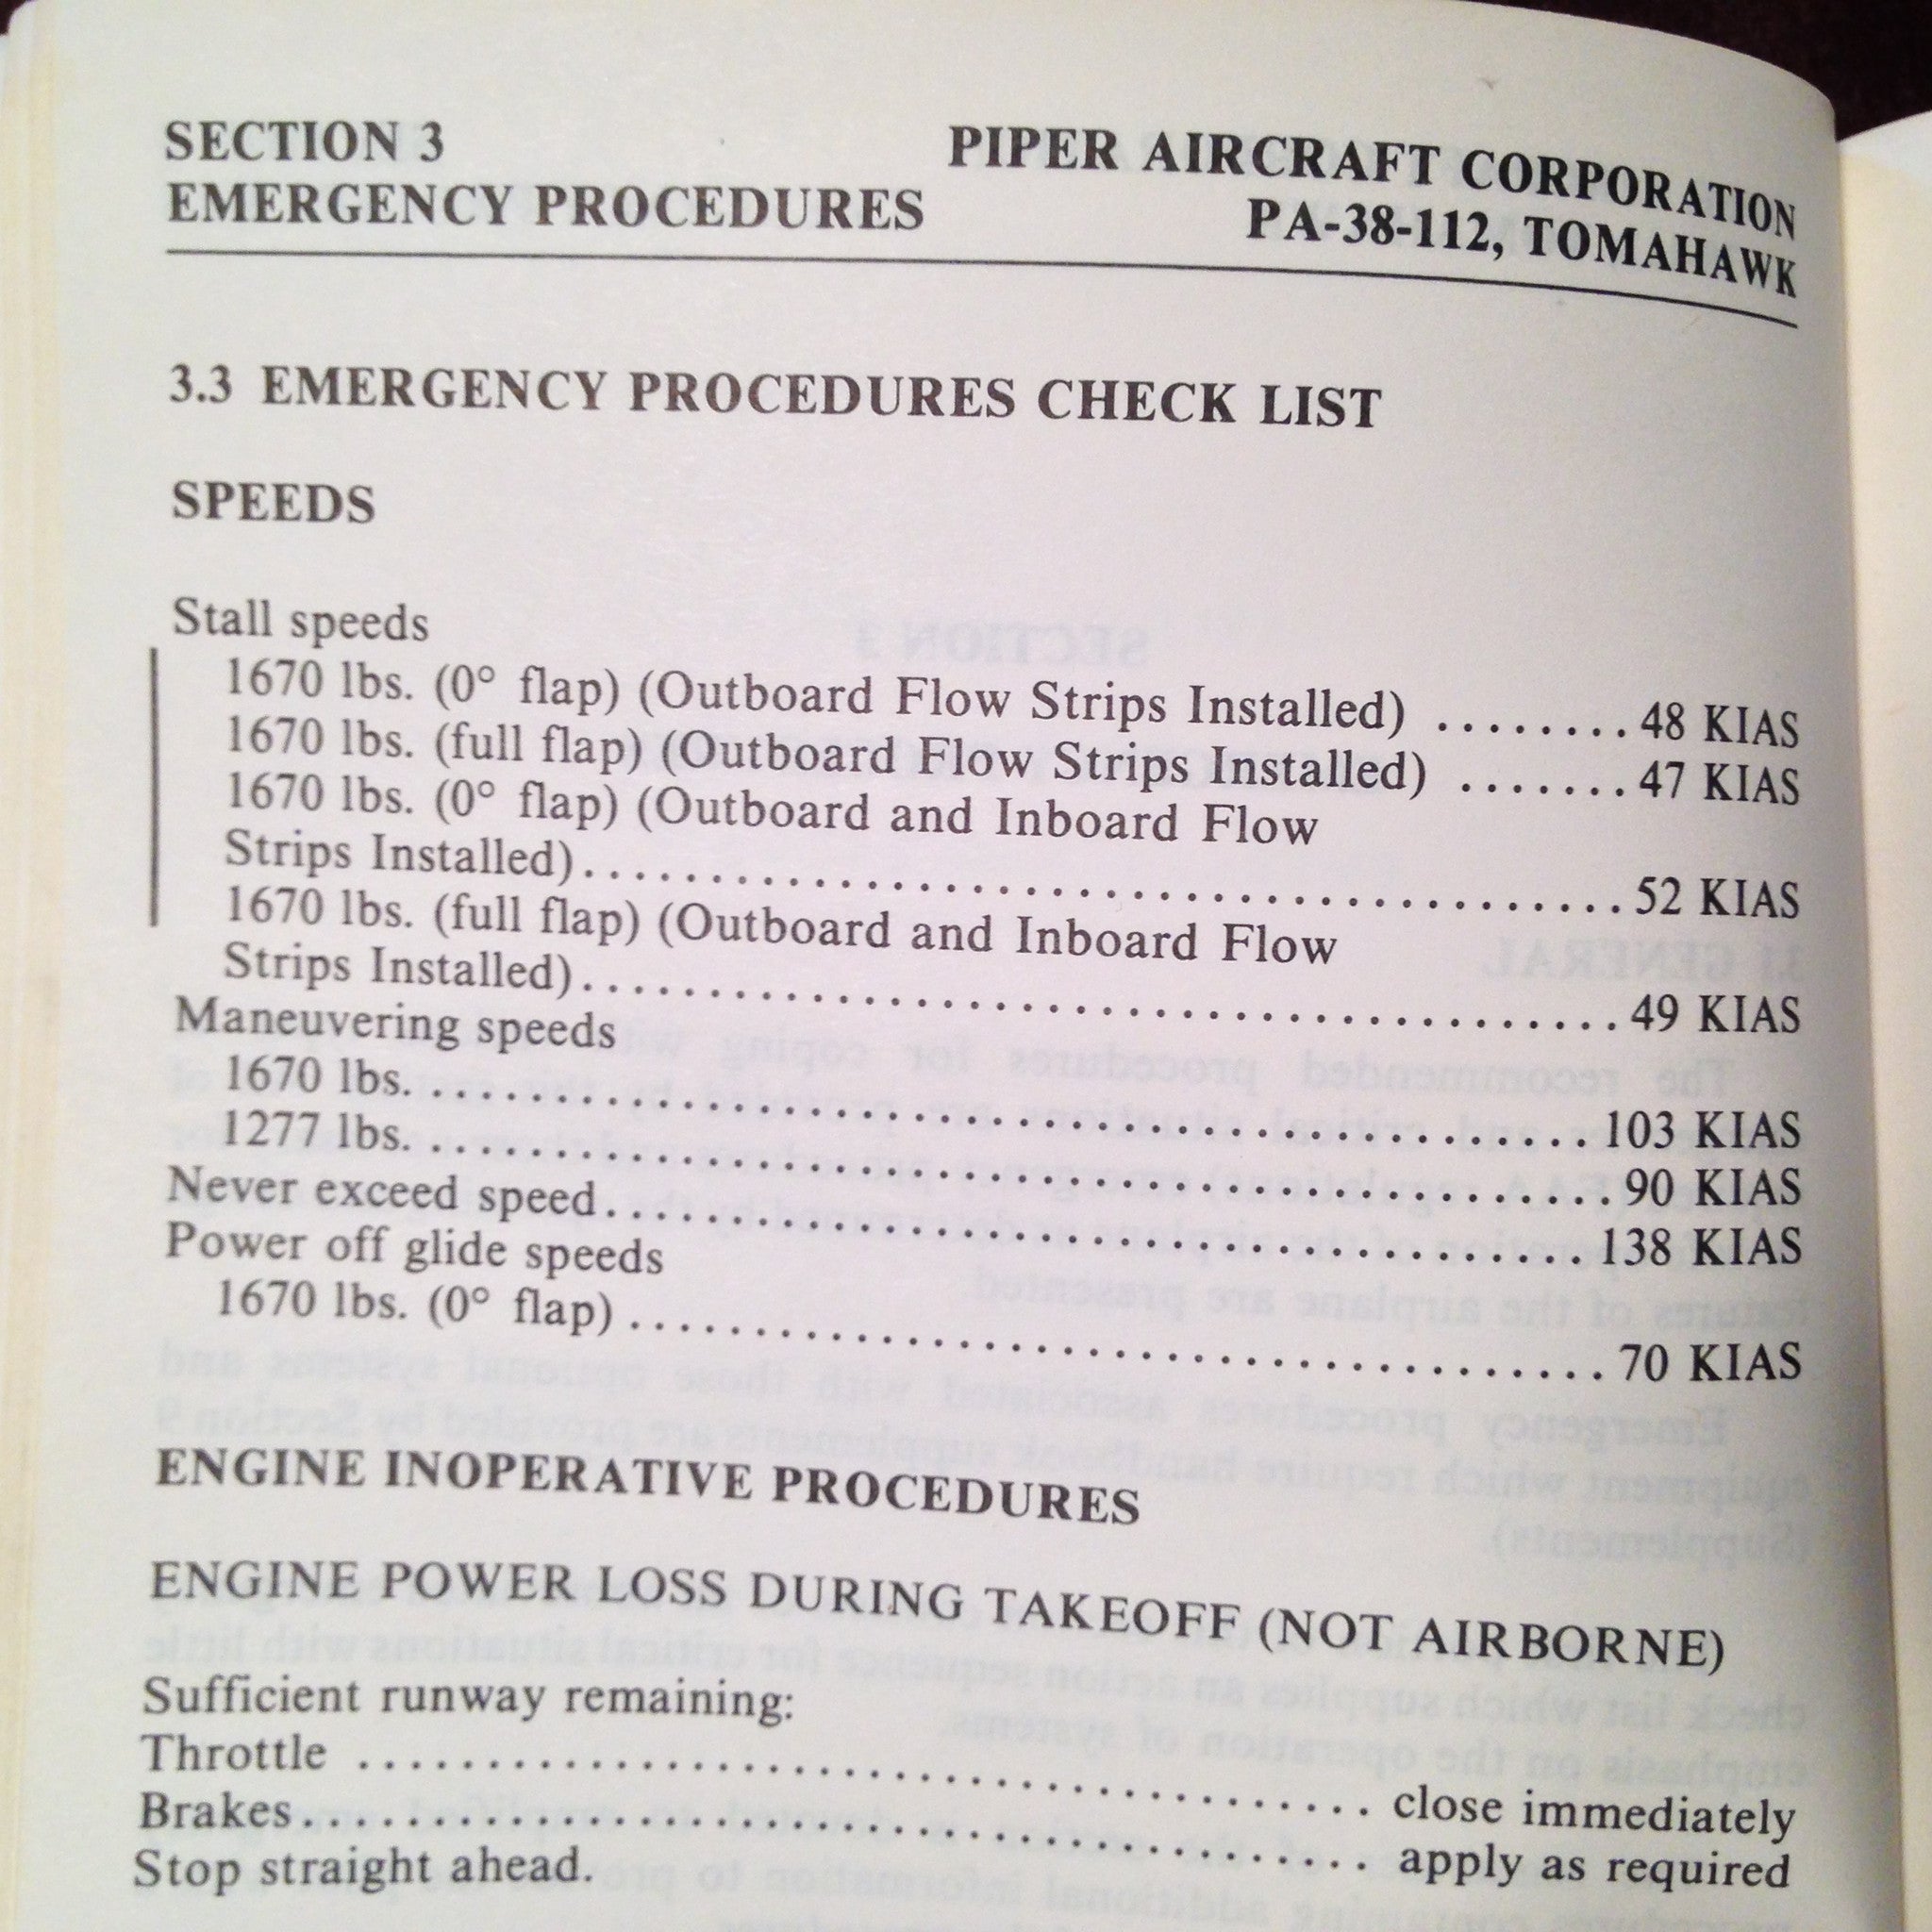 SECTION 3
EMERGENCY PROCEDURES
PIPER AIRCRAFT CORPORATION
PA-38-112, TOMAHAWK
3.3 EMERGENCY PROCEDURES CHECK LIST
SPEEDS
Stall speeds
1670 lbs. (0° flap) (Outboard Flow Strips Installed) ........ 48 KIAS
1670 lbs. (full flap) (Outboard Flow Strips Installed) ....... 47 KIAS
1670 lbs. (0° flap) (Outboard and Inboard Flow
Strips Installed) ........ 52 KIAS
1670 lbs. (full flap) (Outboard and Inboard Flow
Strips Installed) ........ 49 KIAS
Maneuvering speeds
1670 lbs. ........ 103 KIAS
1277 lbs. ........ 90 KIAS
Never exceed speed ........ 138 KIAS
Power off glide speeds
1670 lbs. (0° flap) ........ 70 KIAS
ENGINE INOPERATIVE PROCEDURES
ENGINE POWER LOSS DURING TAKEOFF (NOT AIRBORNE)
Sufficient runway remaining:
Throttle ........ close immediately
Brakes ........ apply as required
Stop straight ahead.